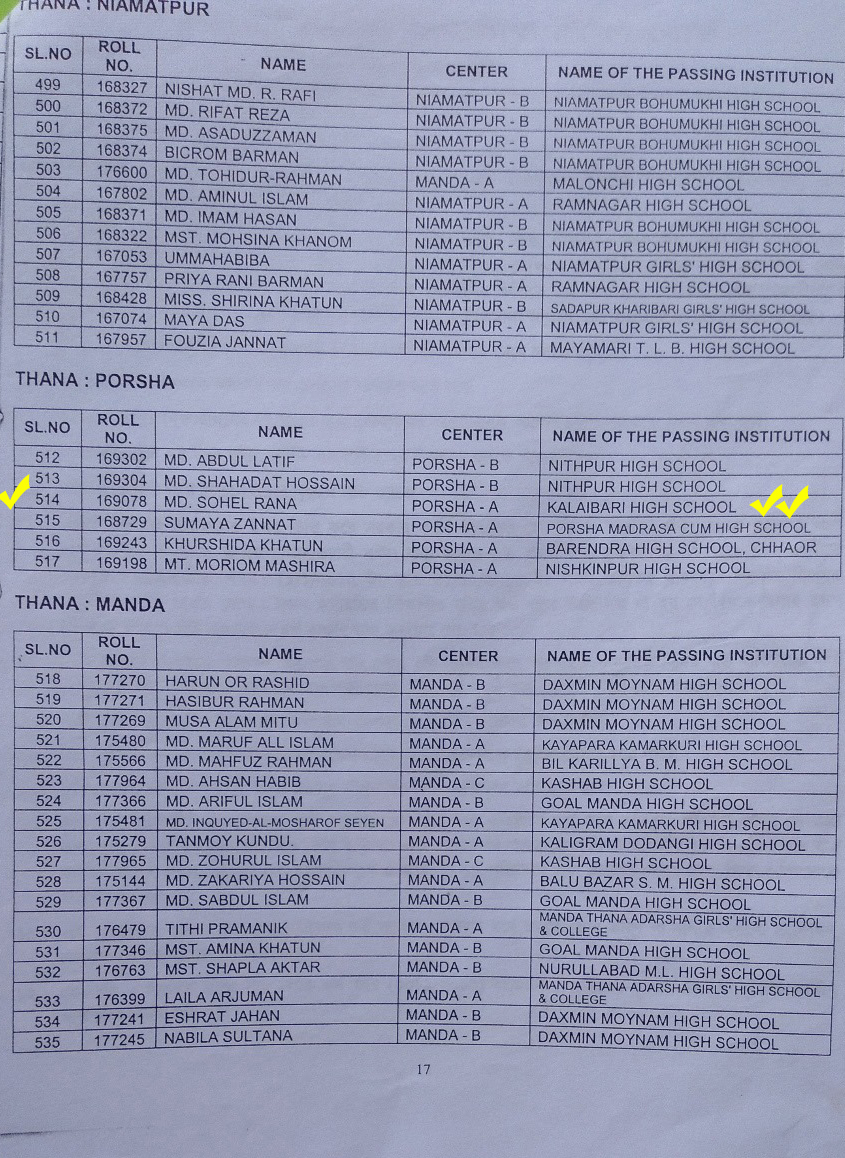 THANA : NIAMATPUR
SL.NO ROLL NO. NAME CENTER NAME OF THE PASSING INSTITUTION
499 168327 NISHAT MD. R. RAFI NIAMATPUR - B NIAMATPUR BOHUMUKHI HIGH SCHOOL
500 168372 MD. RIFAT REZA NIAMATPUR - B NIAMATPUR BOHUMUKHI HIGH SCHOOL
501 168375 MD. ASADUZZAMAN NIAMATPUR - B NIAMATPUR BOHUMUKHI HIGH SCHOOL
502 168374 BICROM BARMAN NIAMATPUR - B NIAMATPUR BOHUMUKHI HIGH SCHOOL
503 176600 MD. TOHIDUR-RAHMAN MANDA - A MALONCHI HIGH SCHOOL
504 167802 MD. AMINUL ISLAM NIAMATPUR - A RAMNAGAR HIGH SCHOOL
505 168371 MD. IMAM HASAN NIAMATPUR - B NIAMATPUR BOHUMUKHI HIGH SCHOOL
506 168322 MST. MOHSINA KHANOM NIAMATPUR - B NIAMATPUR BOHUMUKHI HIGH SCHOOL
507 167053 UMMAHABIBA NIAMATPUR - A NIAMATPUR GIRLS' HIGH SCHOOL
508 167757 PRIYA RANI BARMAN NIAMATPUR - A RAMNAGAR HIGH SCHOOL
509 168428 MISS. SHIRINA KHATUN NIAMATPUR - B SADAPUR KHARIBARI GIRLS' HIGH SCHOOL
510 167074 MAYA DAS NIAMATPUR - A NIAMATPUR GIRLS' HIGH SCHOOL
511 167957 FOUZIA JANNAT NIAMATPUR - A MAYAMARI T. L. B. HIGH SCHOOL
THANA : PORSHA
SL.NO ROLL NO. NAME CENTER NAME OF THE PASSING INSTITUTION
512 169302 MD. ABDUL LATIF PORSHA - B NITHPUR HIGH SCHOOL
513 169304 MD. SHAHADAT HOSSAIN PORSHA - B NITHPUR HIGH SCHOOL
514 169078 MD. SOHEL RANA PORSHA - A KALAIBARI HIGH SCHOOL
515 168729 SUMAYA ZANNAT PORSHA - A PORSHA MADRASA CUM HIGH SCHOOL
516 169243 KHURSHIDA KHATUN PORSHA - A BARENDRA HIGH SCHOOL, CHHAOR
517 169198 MT. MORIOM MASHIRA PORSHA - A NISHKINPUR HIGH SCHOOL
THANA : MANDA
SL.NO ROLL NO. NAME CENTER NAME OF THE PASSING INSTITUTION
518 177270 HARUN OR RASHID MANDA - B DAXMIN MOYNAM HIGH SCHOOL
519 177271 HASIBUR RAHMAN MANDA - B DAXMIN MOYNAM HIGH SCHOOL
520 177269 MUSA ALAM MITU MANDA - B DAXMIN MOYNAM HIGH SCHOOL
521 175480 MD. MARUF ALL ISLAM MANDA - A KAYAPARA KAMARKURI HIGH SCHOOL
522 175566 MD. MAHFUZ RAHMAN MANDA - A BIL KARILLYA B. M. HIGH SCHOOL
523 177964 MD. AHSAN HABIB MANDA - C KASHAB HIGH SCHOOL
524 177366 MD. ARIFUL ISLAM MANDA - B GOAL MANDA HIGH SCHOOL
525 175481 MD. INQUYED-AL-MOSHAROF SEYEN MANDA - A KAYAPARA KAMARKURI HIGH SCHOOL
526 175279 TANMOY KUNDU. MANDA - A KALIGRAM DODANGI HIGH SCHOOL
527 177965 MD. ZOHURUL ISLAM MANDA - C KASHAB HIGH SCHOOL
528 175144 MD. ZAKARIYA HOSSAIN MANDA - A BALU BAZAR S. M. HIGH SCHOOL
529 177367 MD. SABDUL ISLAM MANDA - B GOAL MANDA HIGH SCHOOL
530 176479 TITHI PRAMANIK MANDA - A MANDA THANA ADARSHA GIRLS' HIGH SCHOOL
& COLLEGE
531 177346 MST. AMINA KHATUN MANDA - B GOAL MANDA HIGH SCHOOL
532 176763 MST. SHAPLA AKTAR MANDA - B NURULLABAD M.L. HIGH SCHOOL
533 176399 LAILA ARJUMAN MANDA - A MANDA THANA ADARSHA GIRLS' HIGH SCHOOL
& COLLEGE
534 177241 ESHRAT JAHAN MANDA - B DAXMIN MOYNAM HIGH SCHOOL
535 177245 NABILA SULTANA MANDA - B DAXMIN MOYNAM HIGH SCHOOL
17